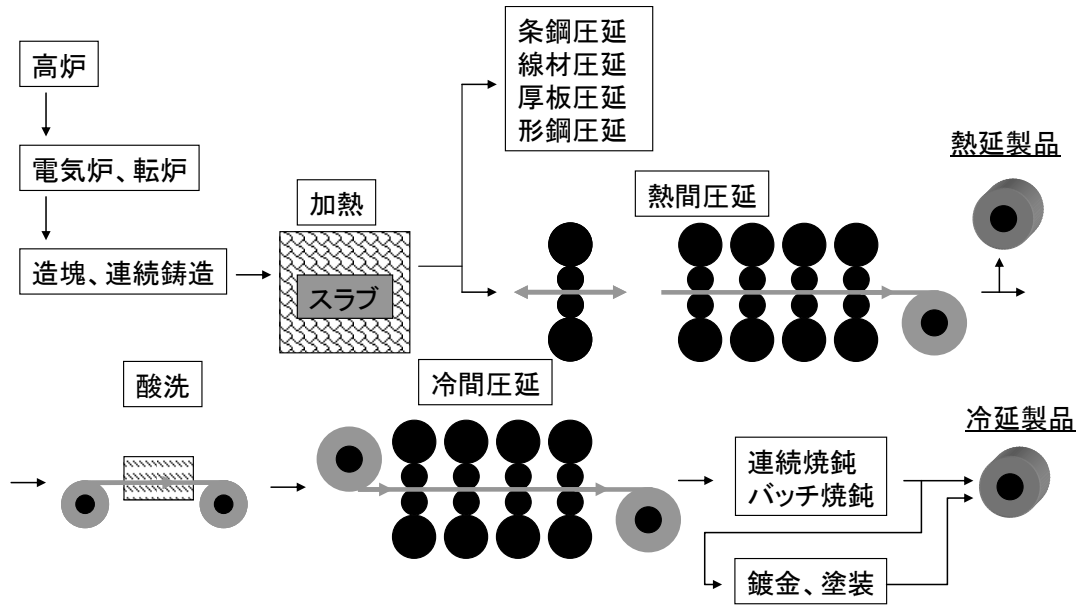 高炉
電気炉、転炉
造塊、連続鋳造
加熱
スラブ
条鋼圧延
線材圧延
厚板圧延
形鋼圧延
熱間圧延
熱延製品
酸洗
冷間圧延
連続焼鈍
バッチ焼鈍
鍍金、塗装
冷延製品